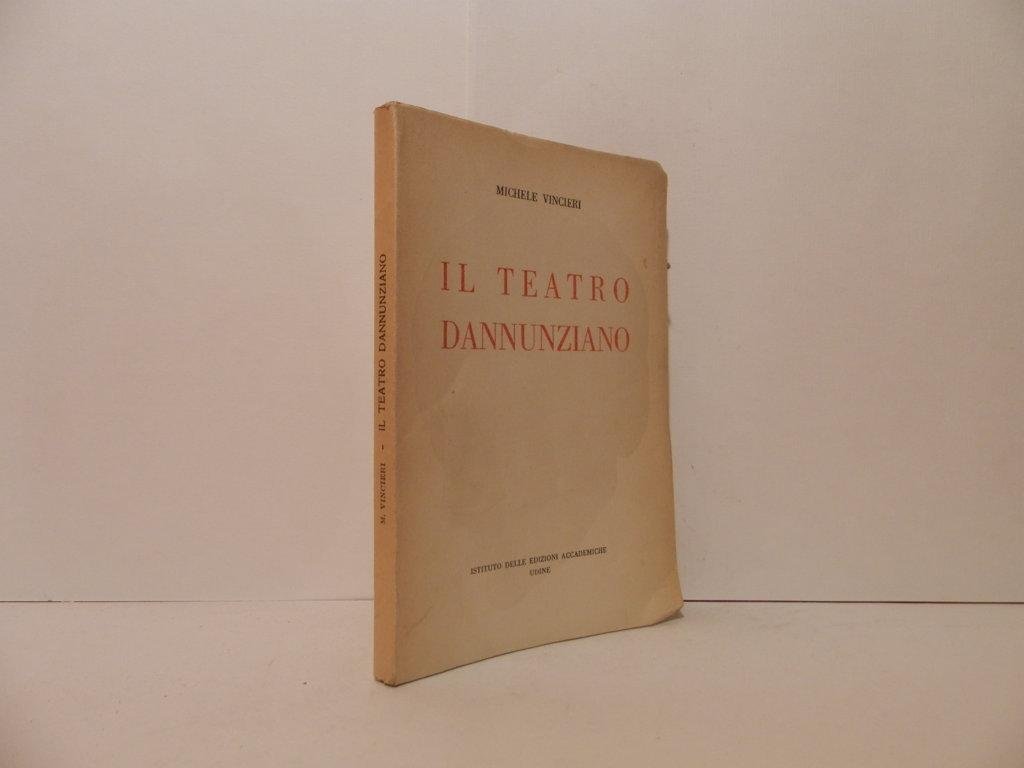 MICHELE VINCIERI
IL TEATRO
DANNUNZIANO
ISTITUTO DELLE EDIZIONI ACCADEMICHE
UDINE
M. VINCIERI - IL TEATRO DANNUNZIANO